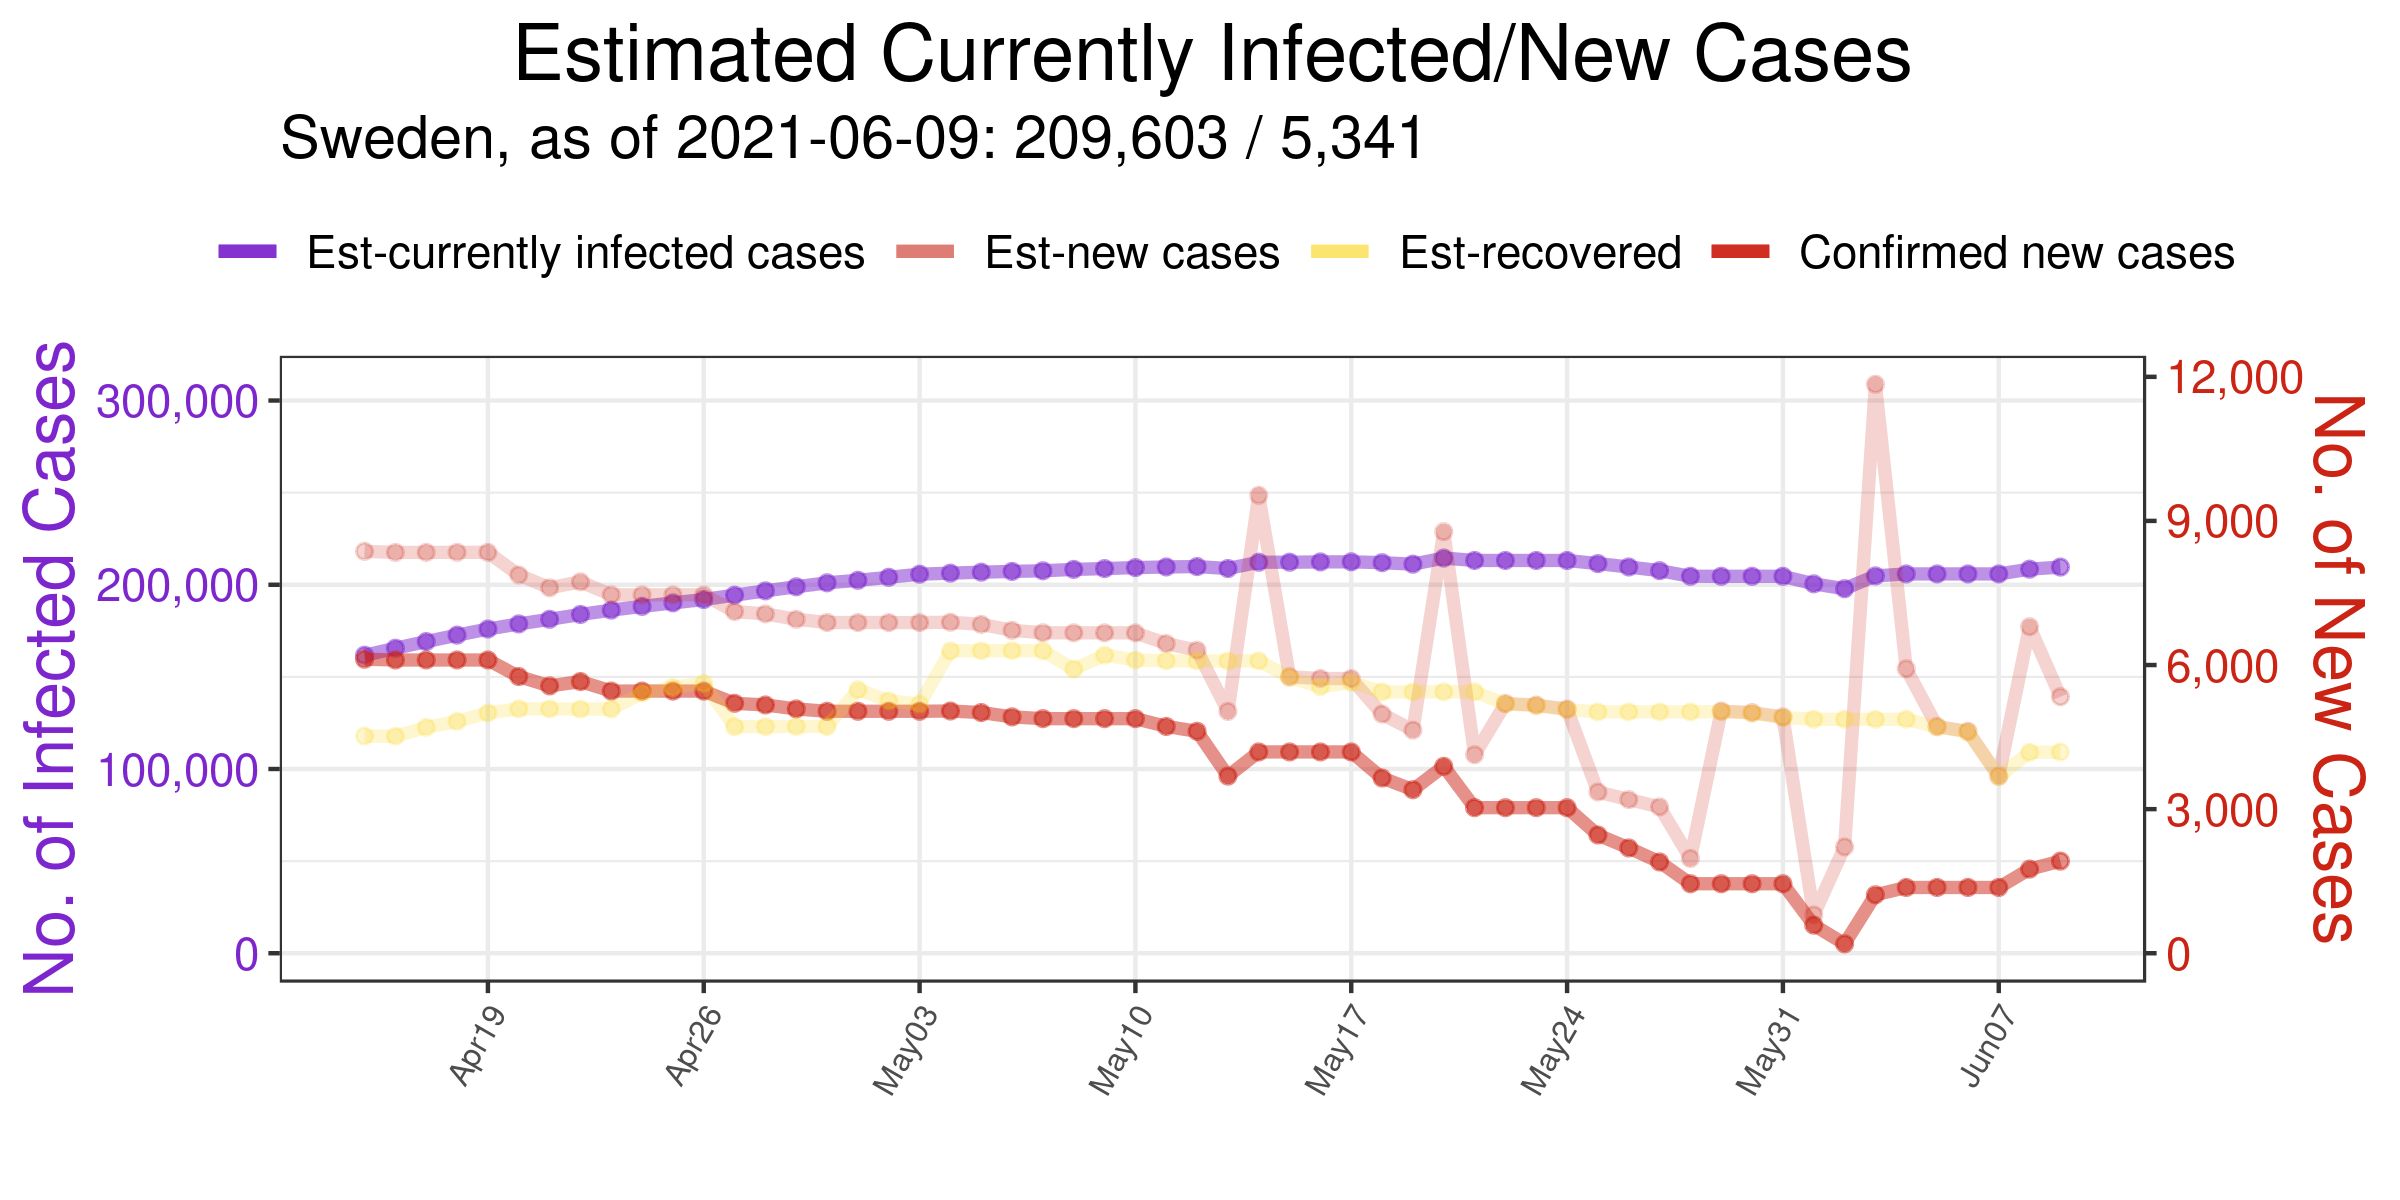 Estimated Currently Infected/New Cases
Sweden, as of 2021-06-09: 209,603 / 5,341
Est-currently infected cases
Est-new cases
Est-recovered
Confirmed new cases
No. of Infected Cases
300,000
200,000
100,000
0
12,000
9,000
6,000
3,000
0
No. of New Cases
Apr19
Apr26
May03
May10
May17
May24
May31
Jun07